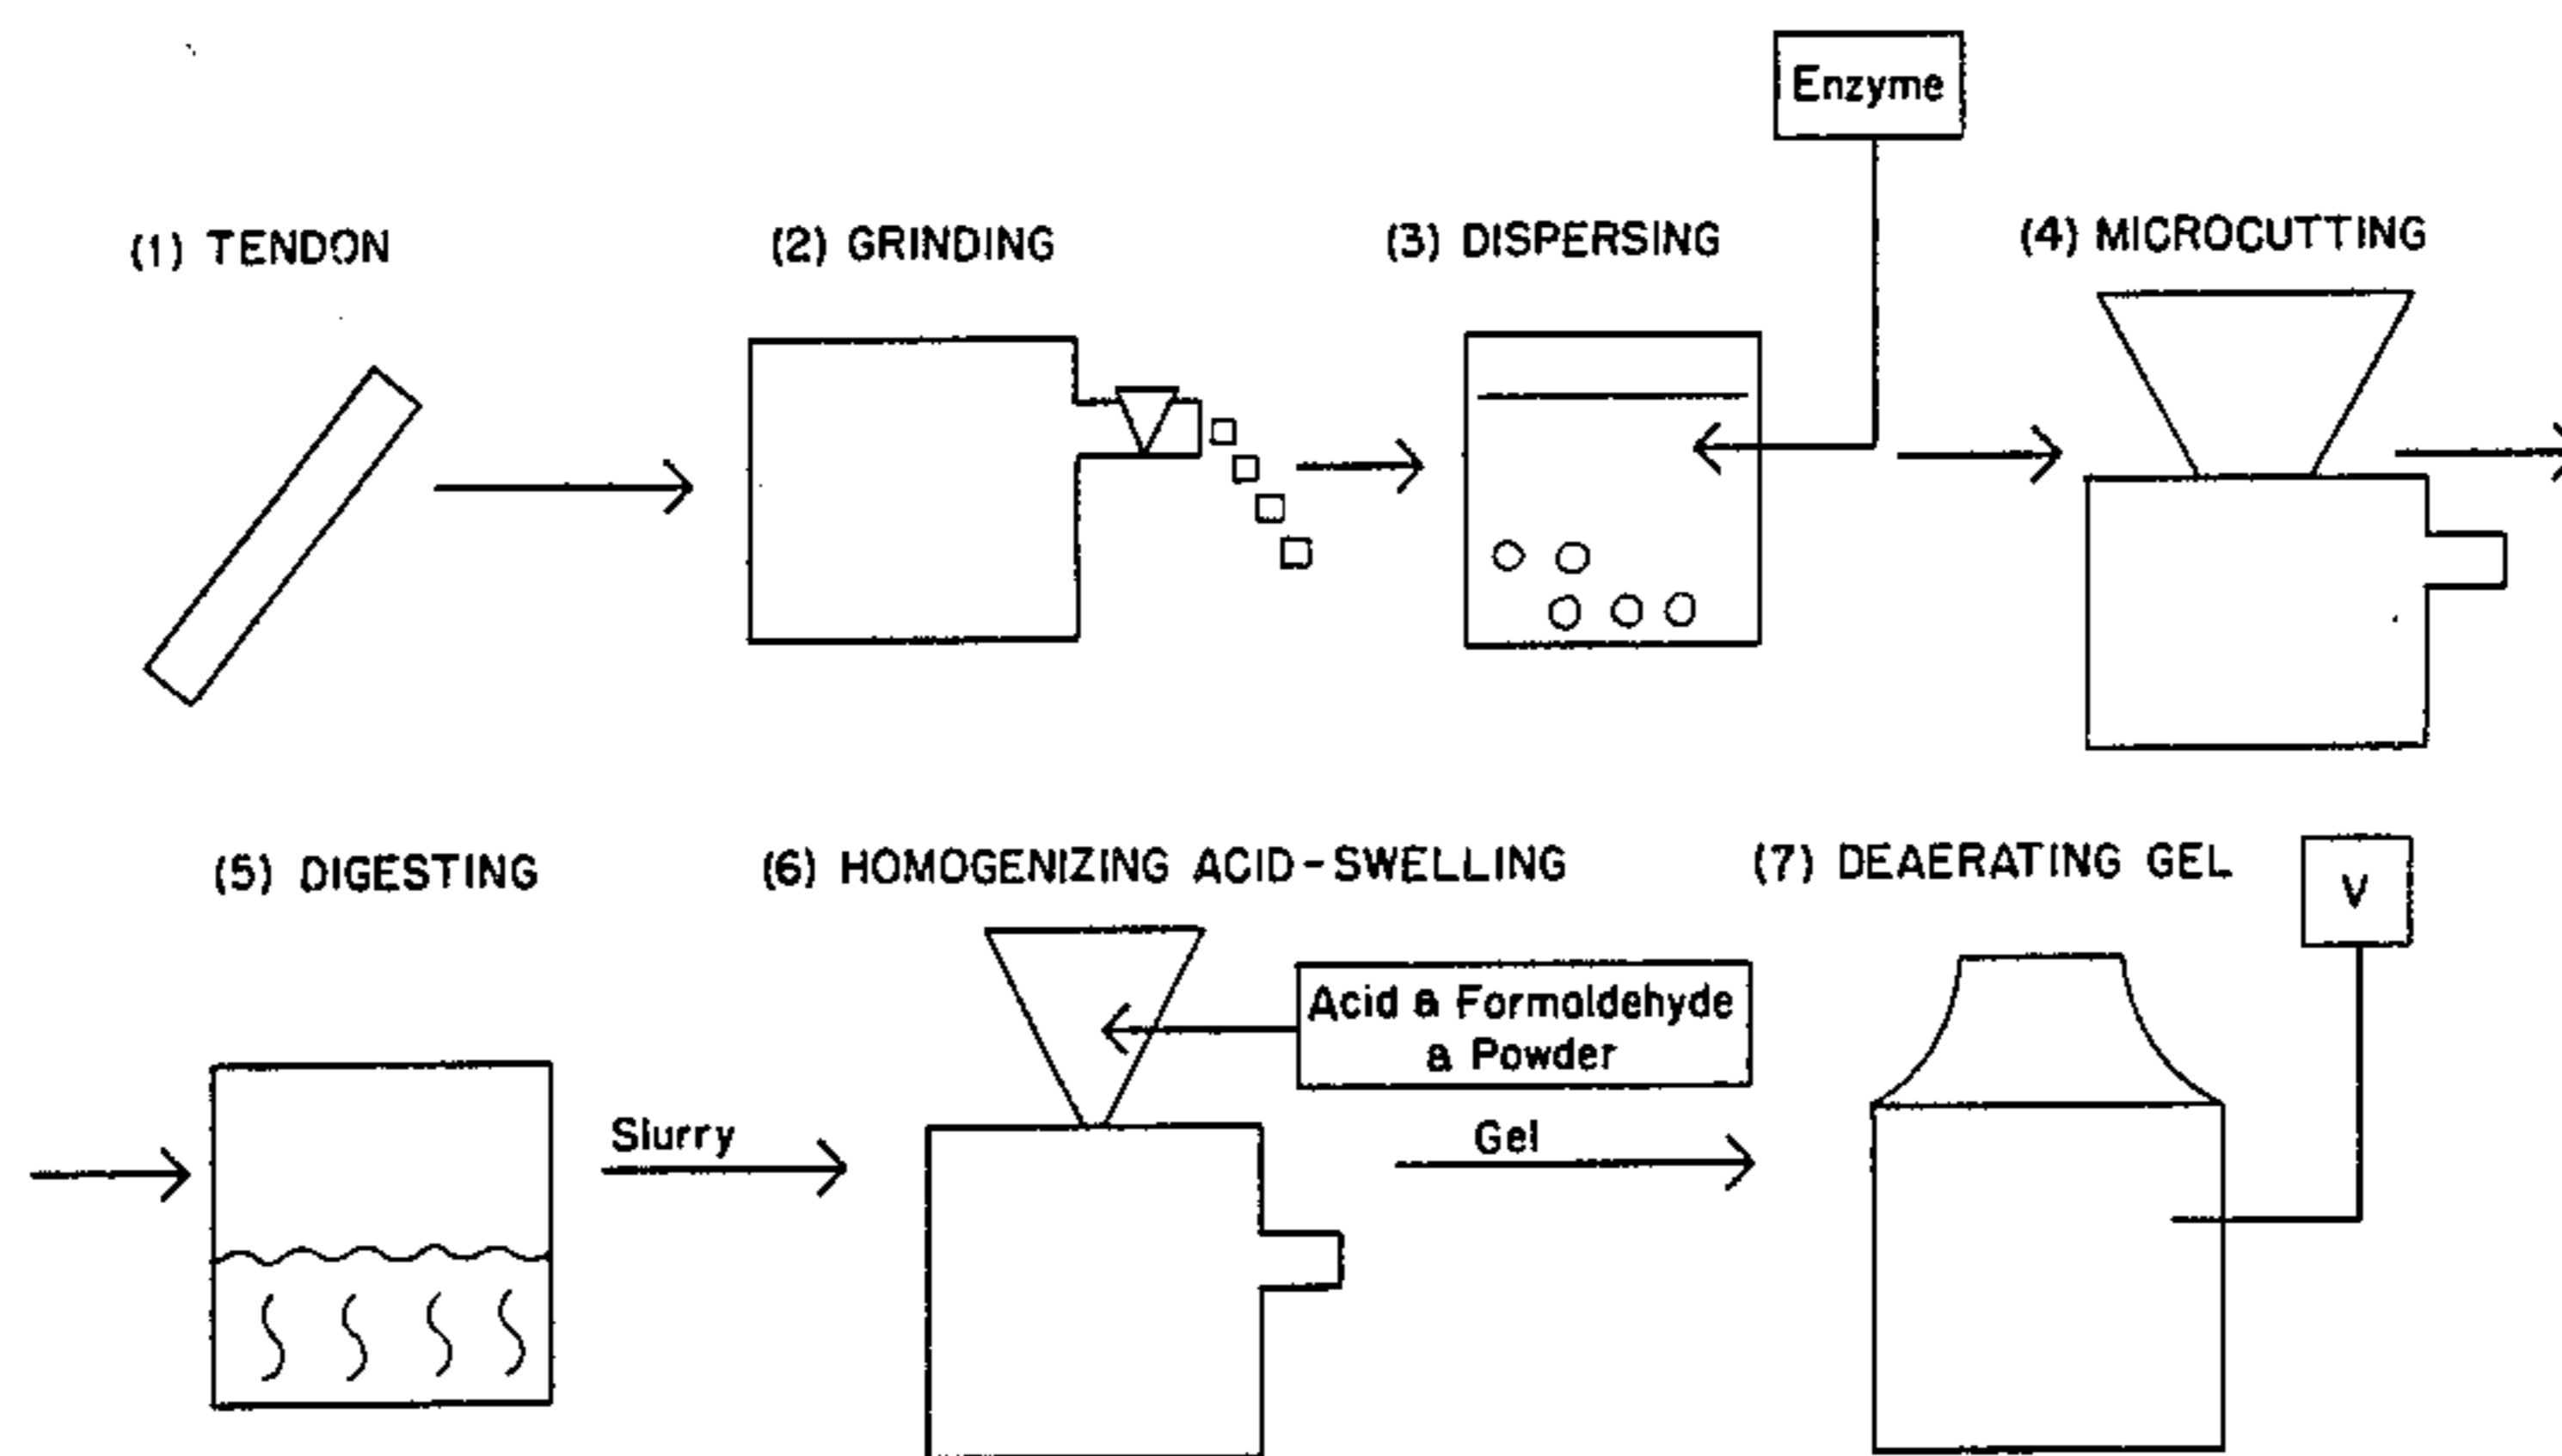 Enzyme
(1) TENDON
(2) GRINDING
(3) DISPERSING
(4) MICROCUTTING
(5) DIGESTING
(6) HOMOGENIZING ACID-SWELLING
(7) DEAERATING GEL
V
Acid & Formaldehyde
& Powder
Slurry
Gel